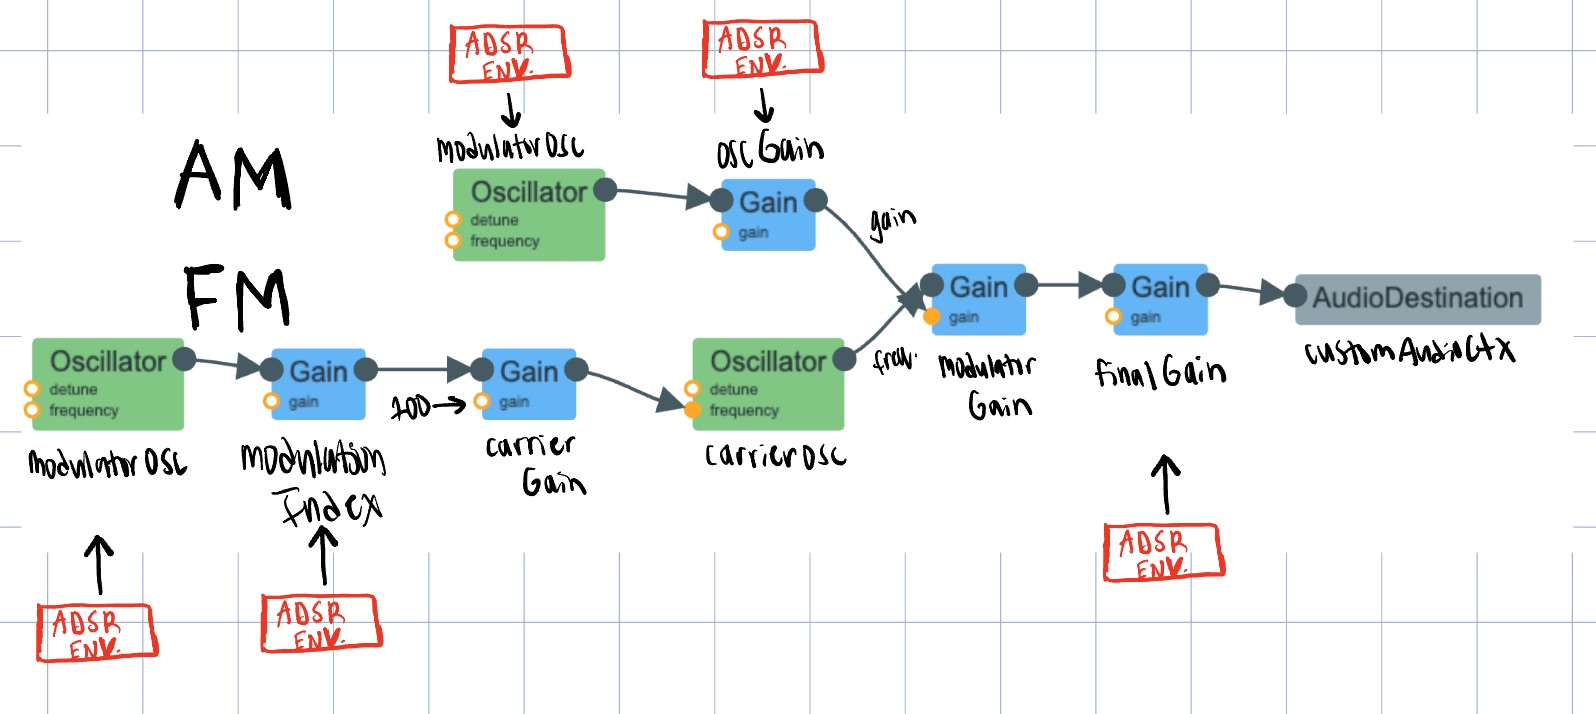 ADSR
ENV.
ADSR
ENV.
modulatorOSC
OSCGain
AM
Oscillator
detune
frequency
Gain
gain
gain
FM
Gain
gain
Gain
gain
AudioDestination
customAudioCtx
Oscillator
detune
frequency
Gain
gain
100
Gain
gain
Oscillator
detune
frequency
freq.
modulator
Gain
finalGain
modulatorOSC
modulation
Index
carrier
Gain
carrierOSC
ADSR
ENV.
ADSR
ENV.
ADSR
ENV.